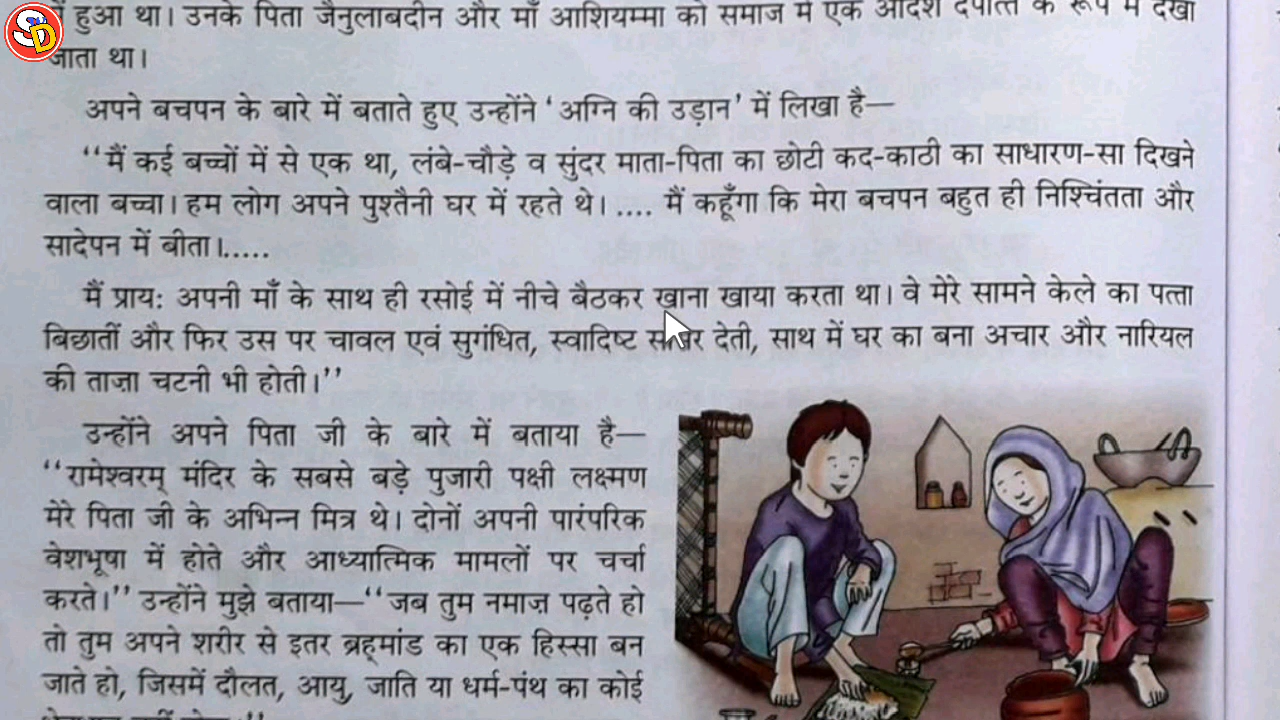 SD
में हुआ था। उनके पिता जैनुलाबदीन और माँ आशियम्मा को समाज में एक आदर्श दंपत्ति के रूप में देखा
जाता था।
अपने बचपन के बारे में बताते हुए उन्होंने ‘अग्नि की उड़ान’ में लिखा है—
“मैं कई बच्चों में से एक था, लंबे-चौड़े व सुंदर माता-पिता का छोटी कद-काठी का साधारण-सा दिखने
वाला बच्चा। हम लोग अपने पुश्तैनी घर में रहते थे। .... मैं कहूँगा कि मेरा बचपन बहुत ही निश्चिंतता और
सादेपन में बीता।.....
मैं प्राय: अपनी माँ के साथ ही रसोई में नीचे बैठकर खाना खाया करता था। वे मेरे सामने केले का पत्ता
बिछातीं और फिर उस पर चावल एवं सुगंधित, स्वादिष्ट देती, साथ में घर का बना अचार और नारियल
की ताज़ा चटनी भी होती।”
उन्होंने अपने पिता जी के बारे में बताया है—
“रामेश्वरम् मंदिर के सबसे बड़े पुजारी पक्षी लक्ष्मण
मेरे पिता जी के अभिन्न मित्र थे। दोनों अपनी पारंपरिक
वेशभूषा में होते और आध्यात्मिक मामलों पर चर्चा
करते।” उन्होंने मुझे बताया—“जब तुम नमाज़ पढ़ते हो
तो तुम अपने शरीर से इतर ब्रह्मांड का एक हिस्सा बन
जाते हो, जिसमें दौलत, आयु, जाति या धर्म-पंथ का कोई